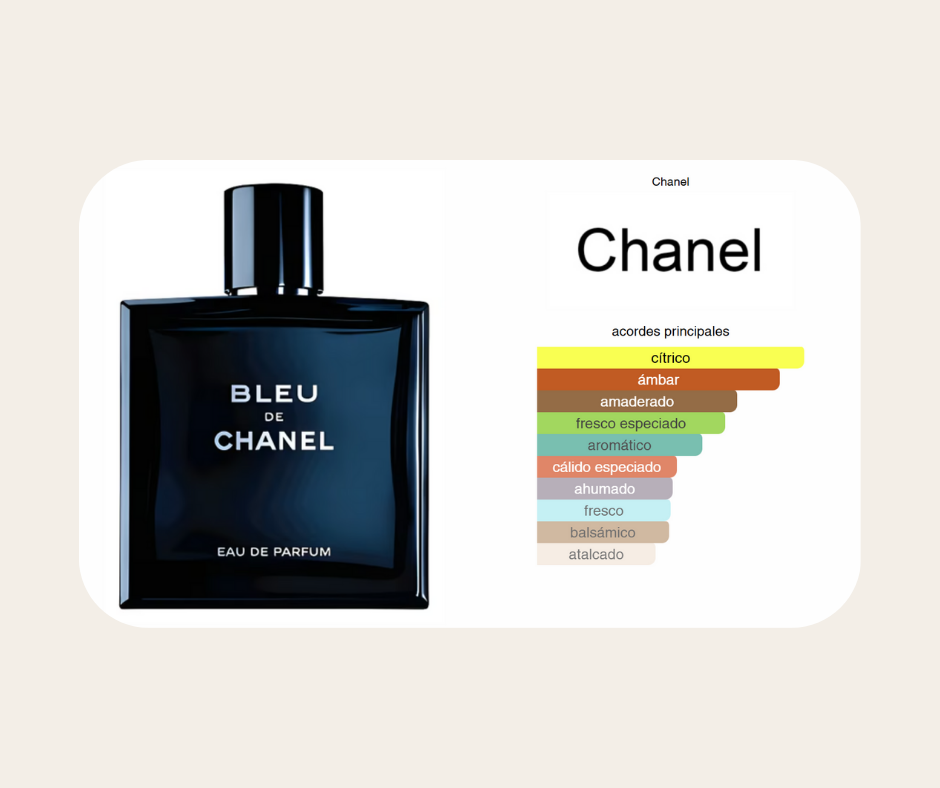 BLEU
DE
CHANEL
EAU DE PARFUM
Chanel
Chanel
acordes principales
cítrico
ámbar
amaderado
fresco especiado
aromático
cálido especiado
ahumado
fresco
balsámico
atalcado